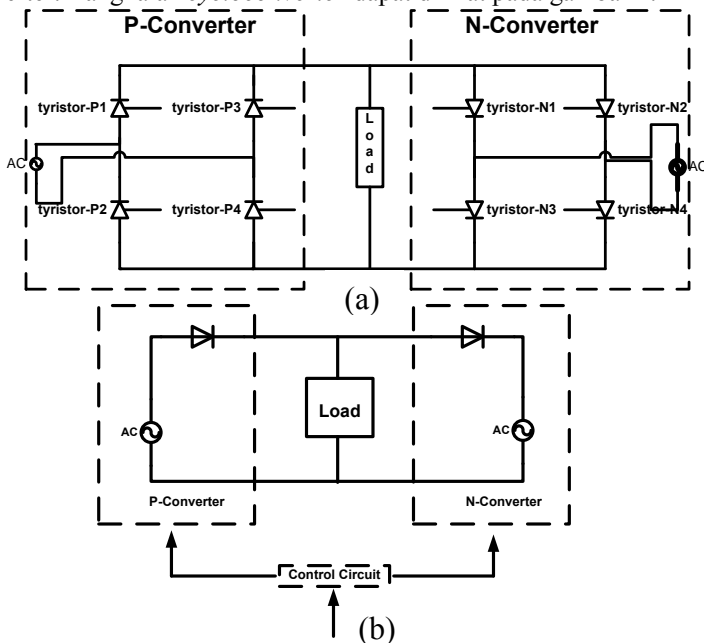 P-Converter N-Converter
tyristor-P1 tyristor-P3 tyristor-N1 tyristor-N2
Load
AC AC
tyristor-P2 tyristor-P4 tyristor-N3 tyristor-N4
(a)
Load
AC AC
P-Converter N-Converter
Control Circuit
(b)